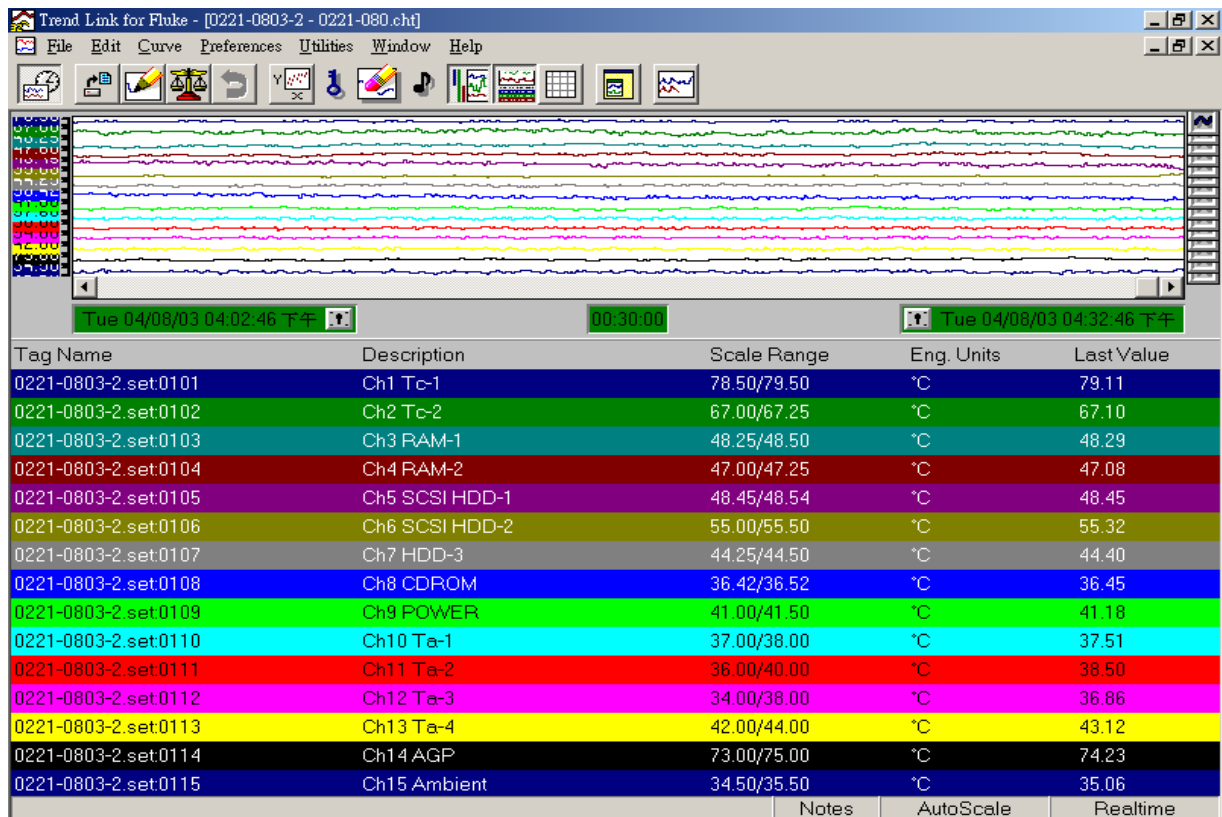 Trend Link for Fluke - [0221-0803-2 - 0221-080.cht]
File Edit Curve Preferences Utilities Window Help
Tue 04/08/03 04:02:46 下午 00:30:00 Tue 04/08/03 04:32:46 下午
Tag Name Description Scale Range Eng. Units Last Value
0221-0803-2.set:0101 Ch1 Tc-1 78.50/79.50 °C 79.11
0221-0803-2.set:0102 Ch2 Tc-2 67.00/67.25 °C 67.10
0221-0803-2.set:0103 Ch3 RAM-1 48.25/48.50 °C 48.29
0221-0803-2.set:0104 Ch4 RAM-2 47.00/47.25 °C 47.08
0221-0803-2.set:0105 Ch5 SCSI HDD-1 48.45/48.54 °C 48.45
0221-0803-2.set:0106 Ch6 SCSI HDD-2 55.00/55.50 °C 55.32
0221-0803-2.set:0107 Ch7 HDD-3 44.25/44.50 °C 44.40
0221-0803-2.set:0108 Ch8 CDROM 36.42/36.52 °C 36.45
0221-0803-2.set:0109 Ch9 POWER 41.00/41.50 °C 41.18
0221-0803-2.set:0110 Ch10 Ta-1 37.00/38.00 °C 37.51
0221-0803-2.set:0111 Ch11 Ta-2 36.00/40.00 °C 38.50
0221-0803-2.set:0112 Ch12 Ta-3 34.00/38.00 °C 36.86
0221-0803-2.set:0113 Ch13 Ta-4 42.00/44.00 °C 43.12
0221-0803-2.set:0114 Ch14 AGP 73.00/75.00 °C 74.23
0221-0803-2.set:0115 Ch15 Ambient 34.50/35.50 °C 35.06
Notes AutoScale Realtime